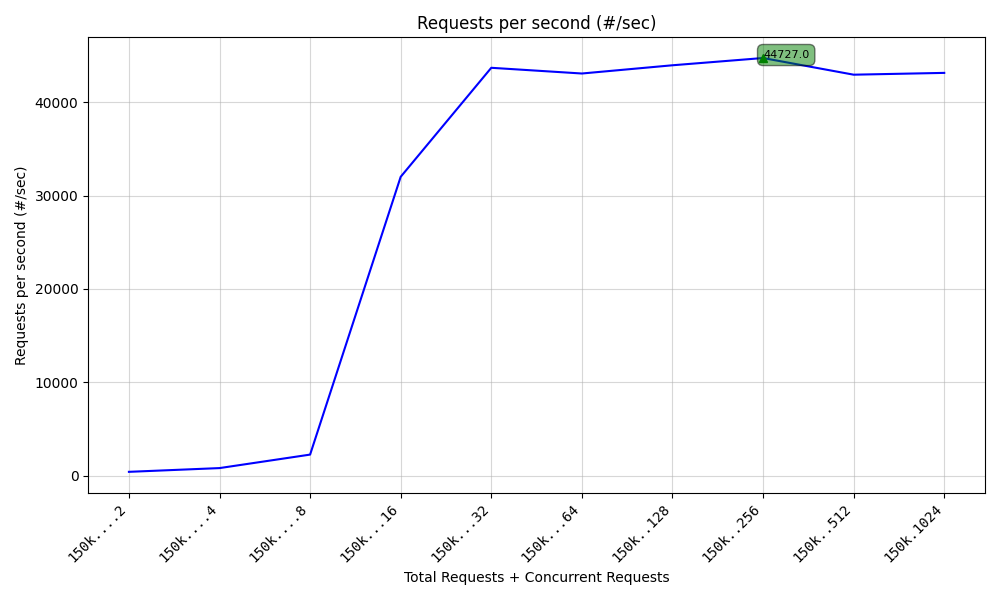 Requests per second (#/sec)
44727.0
40000
30000
20000
10000
0
Requests per second (#/sec)
150k....2
150k....4
150k....8
150k...16
150k...32
150k...64
150k..128
150k..256
150k..512
150k.1024
Total Requests + Concurrent Requests